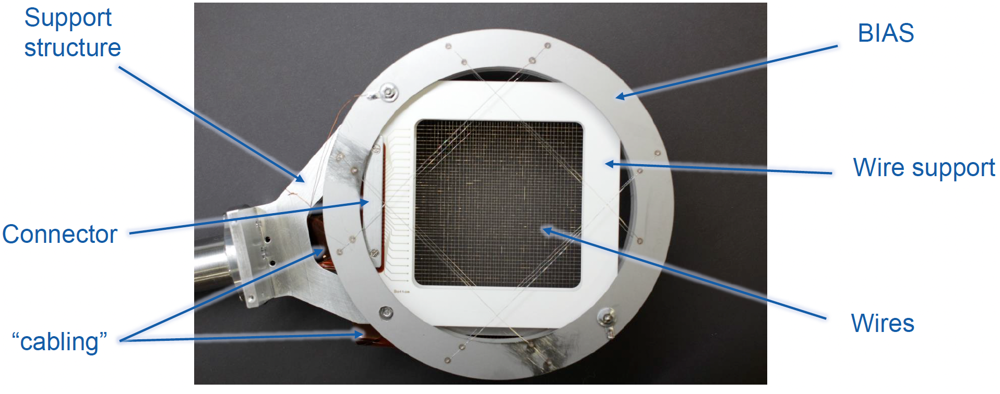 Support
structure
BIAS
Wire support
Connector
Bottom
"cabling"
Wires